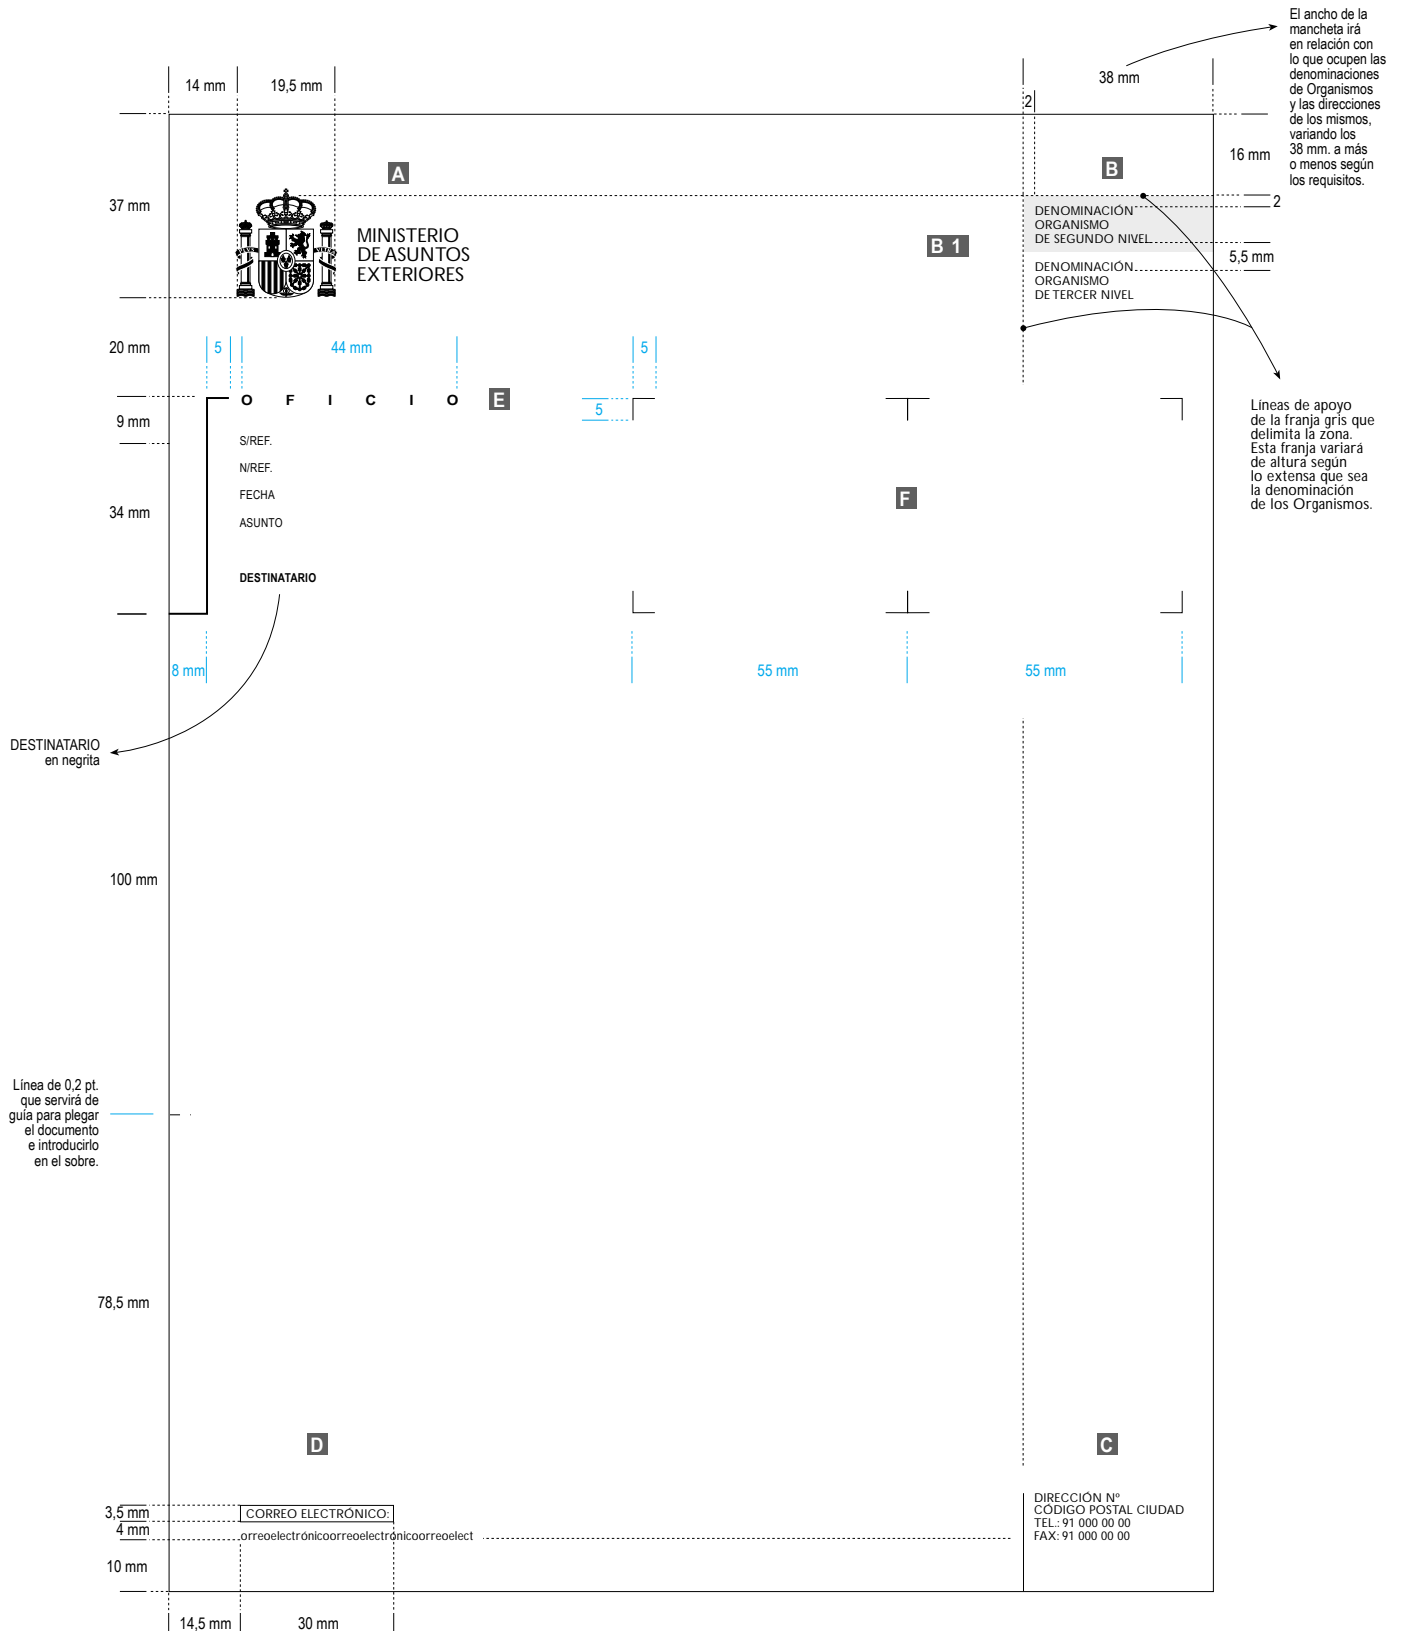 El ancho de la
mancheta irá
en relación con
lo que ocupen las
denominaciones
de Organismos
y las direcciones
de los mismos,
variando los
38 mm. a más
o menos según
los requisitos.
14 mm
19,5 mm
38 mm
2
16 mm
A
B
37 mm
2
DENOMINACIÓN
ORGANISMO
DE SEGUNDO NIVEL
B 1
MINISTERIO
DE ASUNTOS
EXTERIORES
5,5 mm
DENOMINACIÓN
ORGANISMO
DE TERCER NIVEL
20 mm
5
44 mm
5
O F I C I O
E
5
9 mm
Líneas de apoyo
de la franja gris que
delimita la zona.
Esta franja variará
de altura según
lo extensa que sea
la denominación
de los Organismos.
S/REF.
N/REF.
FECHA
ASUNTO
F
34 mm
DESTINATARIO
8 mm
55 mm
55 mm
DESTINATARIO
en negrita
100 mm
Línea de 0,2 pt.
que servirá de
guía para plegar
el documento
e introducirlo
en el sobre.
78,5 mm
D
C
3,5 mm
CORREO ELECTRÓNICO:
4 mm
orreoelectrónicoorreoelectrónicoorreoelect
DIRECCIÓN Nº
CÓDIGO POSTAL CIUDAD
TEL.: 91 000 00 00
FAX: 91 000 00 00
10 mm
14,5 mm
30 mm